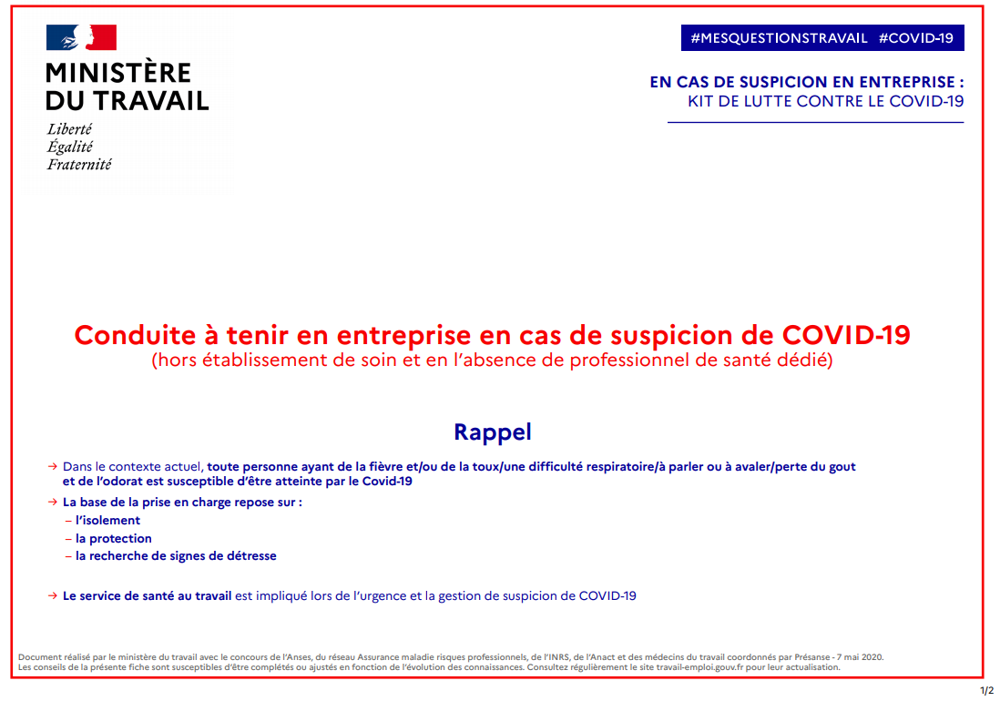 MINISTÈRE
DU TRAVAIL
Liberté
Égalité
Fraternité
#MESQUESTIONSTRAVAIL #COVID-19
EN CAS DE SUSPICION EN ENTREPRISE :
KIT DE LUTTE CONTRE LE COVID-19
Conduite à tenir en entreprise en cas de suspicion de COVID-19
(hors établissement de soin et en l’absence de professionnel de santé dédié)
Rappel
→ Dans le contexte actuel, toute personne ayant de la fièvre et/ou de la toux/une difficulté respiratoire/à parler ou à avaler/perte du gout
et de l’odorat est susceptible d’être atteinte par le Covid-19
→ La base de la prise en charge repose sur :
– l’isolement
– la protection
– la recherche de signes de détresse
→ Le service de santé au travail est impliqué lors de l’urgence et la gestion de suspicion de COVID-19
Document réalisé par le ministère du travail avec le concours de l’Anses, du réseau Assurance maladie risques professionnels, de l’INRS, de l’Anact et des médecins du travail coordonnés par Présanse - 7 mai 2020.
Les conseils de la présente fiche sont susceptibles d’être complétés ou ajustés en fonction de l’évolution des connaissances. Consultez régulièrement le site travail-emploi.gouv.fr pour leur actualisation.
1/2